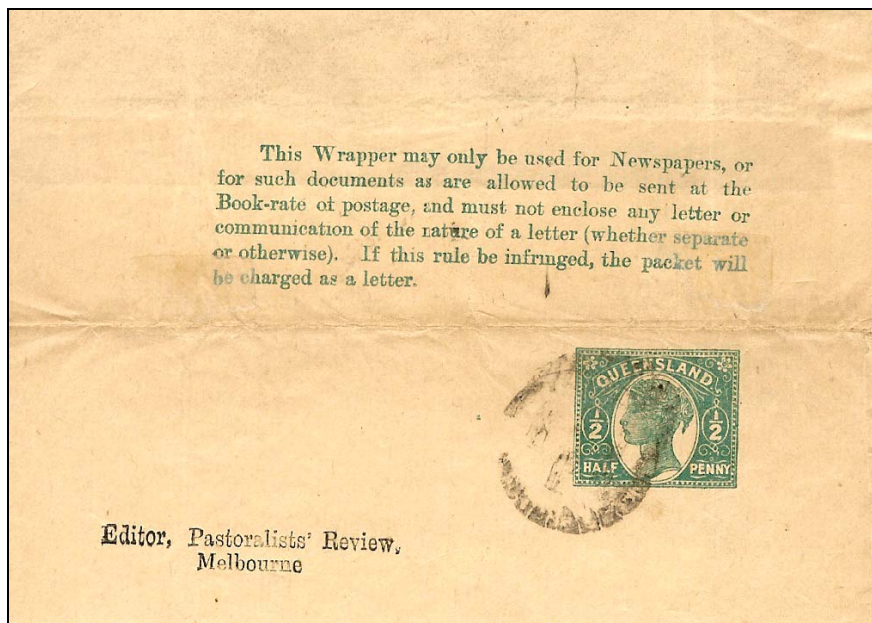 This Wrapper may only be used for Newspapers, or
for such documents as are allowed to be sent at the
Book-rate of postage, and must not enclose any letter or
communication of the nature of a letter (whether separate
or otherwise). If this rule be infringed, the packet will
be charged as a letter.
QUEENSLAND
1/2 1/2
HALF PENNY
Editor, Pastoralists' Review,
Melbourne